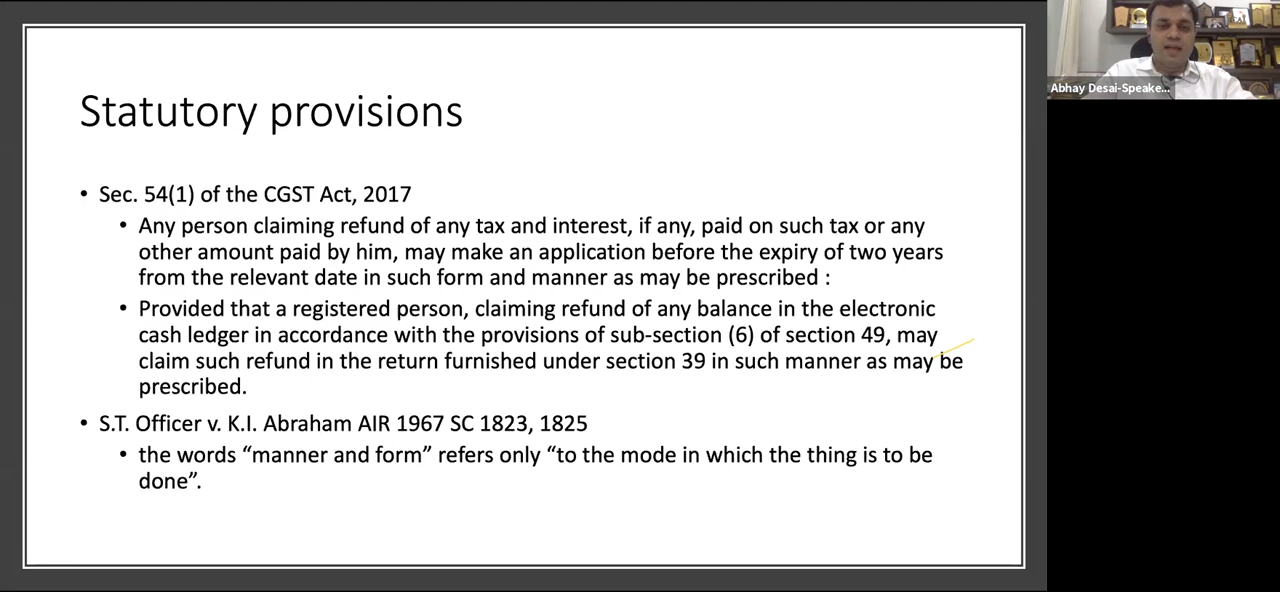 Statutory provisions
• Sec. 54(1) of the CGST Act, 2017
• Any person claiming refund of any tax and interest, if any, paid on such tax or any
other amount paid by him, may make an application before the expiry of two years
from the relevant date in such form and manner as may be prescribed :
• Provided that a registered person, claiming refund of any balance in the electronic
cash ledger in accordance with the provisions of sub-section (6) of section 49, may
claim such refund in the return furnished under section 39 in such manner as may be
prescribed.
• S.T. Officer v. K.I. Abraham AIR 1967 SC 1823, 1825
• the words “manner and form” refers only “to the mode in which the thing is to be
done”.
Abhay Desai-Speake...